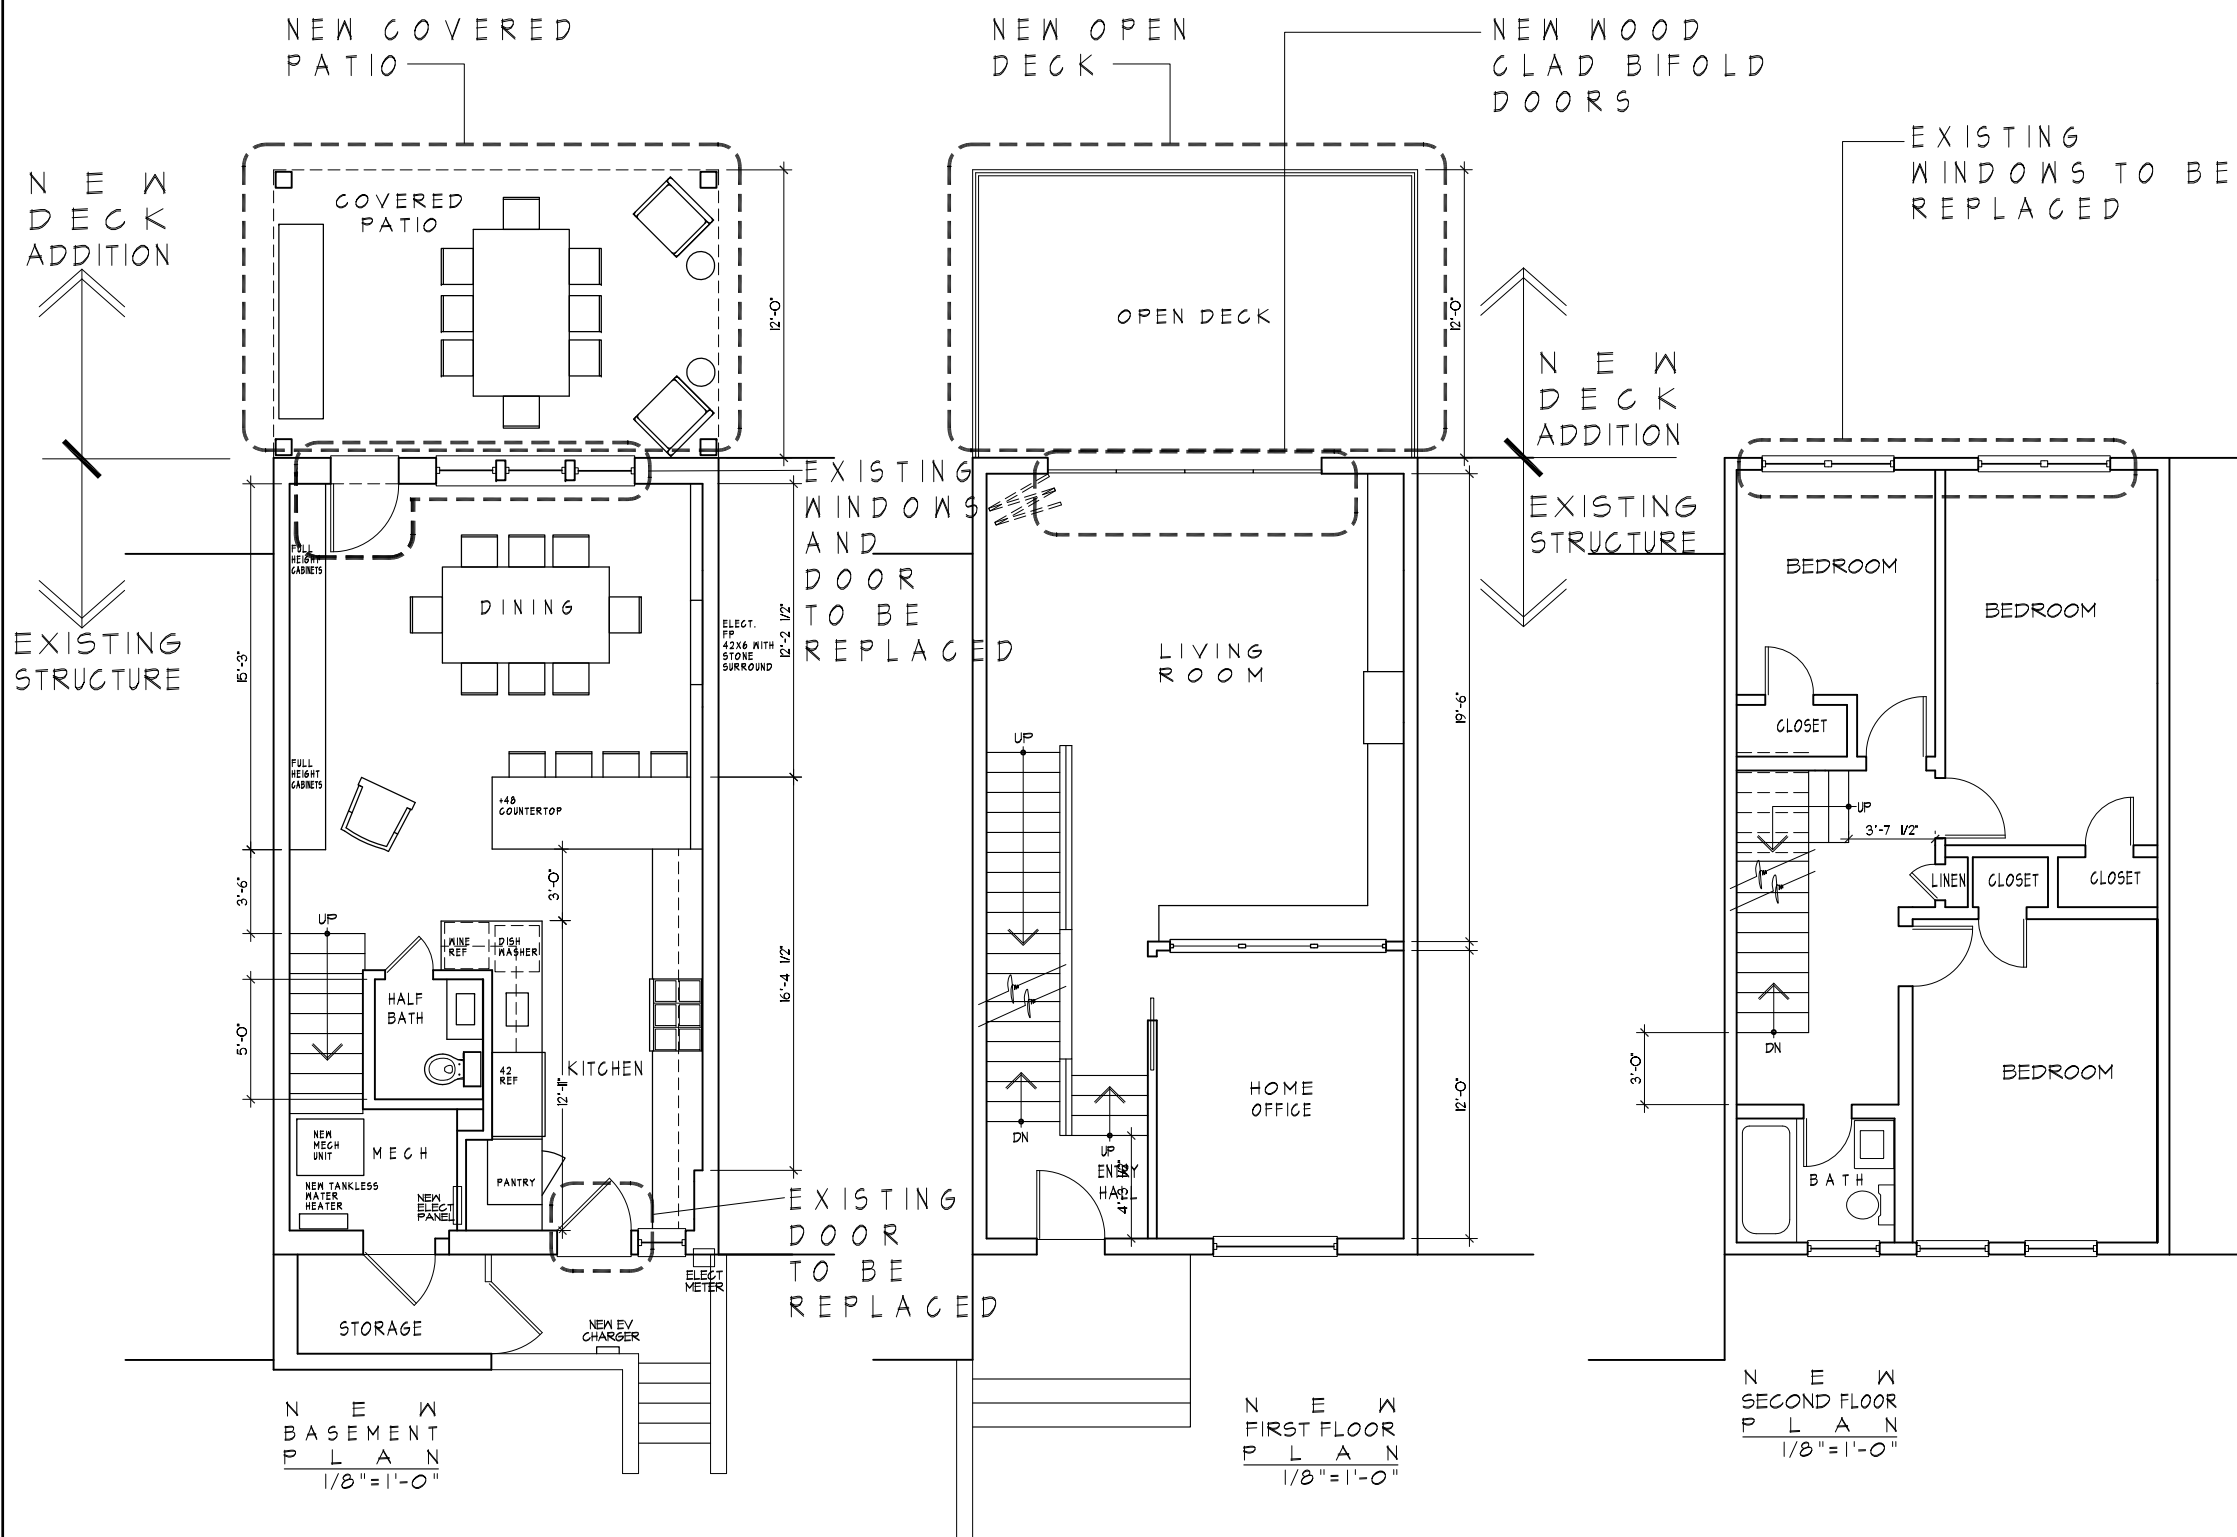 NEW COVERED
PATIO
NEW OPEN
DECK
NEW WOOD
CLAD BIFOLD
DOORS
EXISTING
WINDOWS TO BE
REPLACED
NEW
DECK
ADDITION
EXISTING
STRUCTURE
COVERED
PATIO
12'-0"
EXISTING
WINDOWS
AND
DOOR
TO BE
REPLACED
FULL
HEIGHT
CABINETS
DINING
ELECT.
FP
42X6 WITH
STONE
SURROUND
12'-2 1/2"
15'-3"
FULL
HEIGHT
CABINETS
+48
COUNTERTOP
3'-6"
3'-0"
UP
WINE
REF
DISH
WASHER
16'-4 1/2"
HALF
BATH
5'-0"
42
REF
KITCHEN
12'-11"
NEW
MECH
UNIT
MECH
PANTRY
NEW TANKLESS
WATER
HEATER
NEW
ELECT
PANEL
EXISTING
DOOR
TO BE
REPLACED
ELECT
METER
STORAGE
NEW EV
CHARGER
NEW
BASEMENT
PLAN
1/8"=1'-0"
OPEN DECK
12'-0"
NEW
DECK
ADDITION
EXISTING
STRUCTURE
LIVING
ROOM
19'-6"
UP
HOME
OFFICE
12'-0"
DN
UP
ENTRY
HALL
NEW
FIRST FLOOR
PLAN
1/8"=1'-0"
BEDROOM
BEDROOM
CLOSET
UP
3'-7 1/2"
LINEN
CLOSET
CLOSET
DN
3'-0"
BEDROOM
BATH
NEW
SECOND FLOOR
PLAN
1/8"=1'-0"